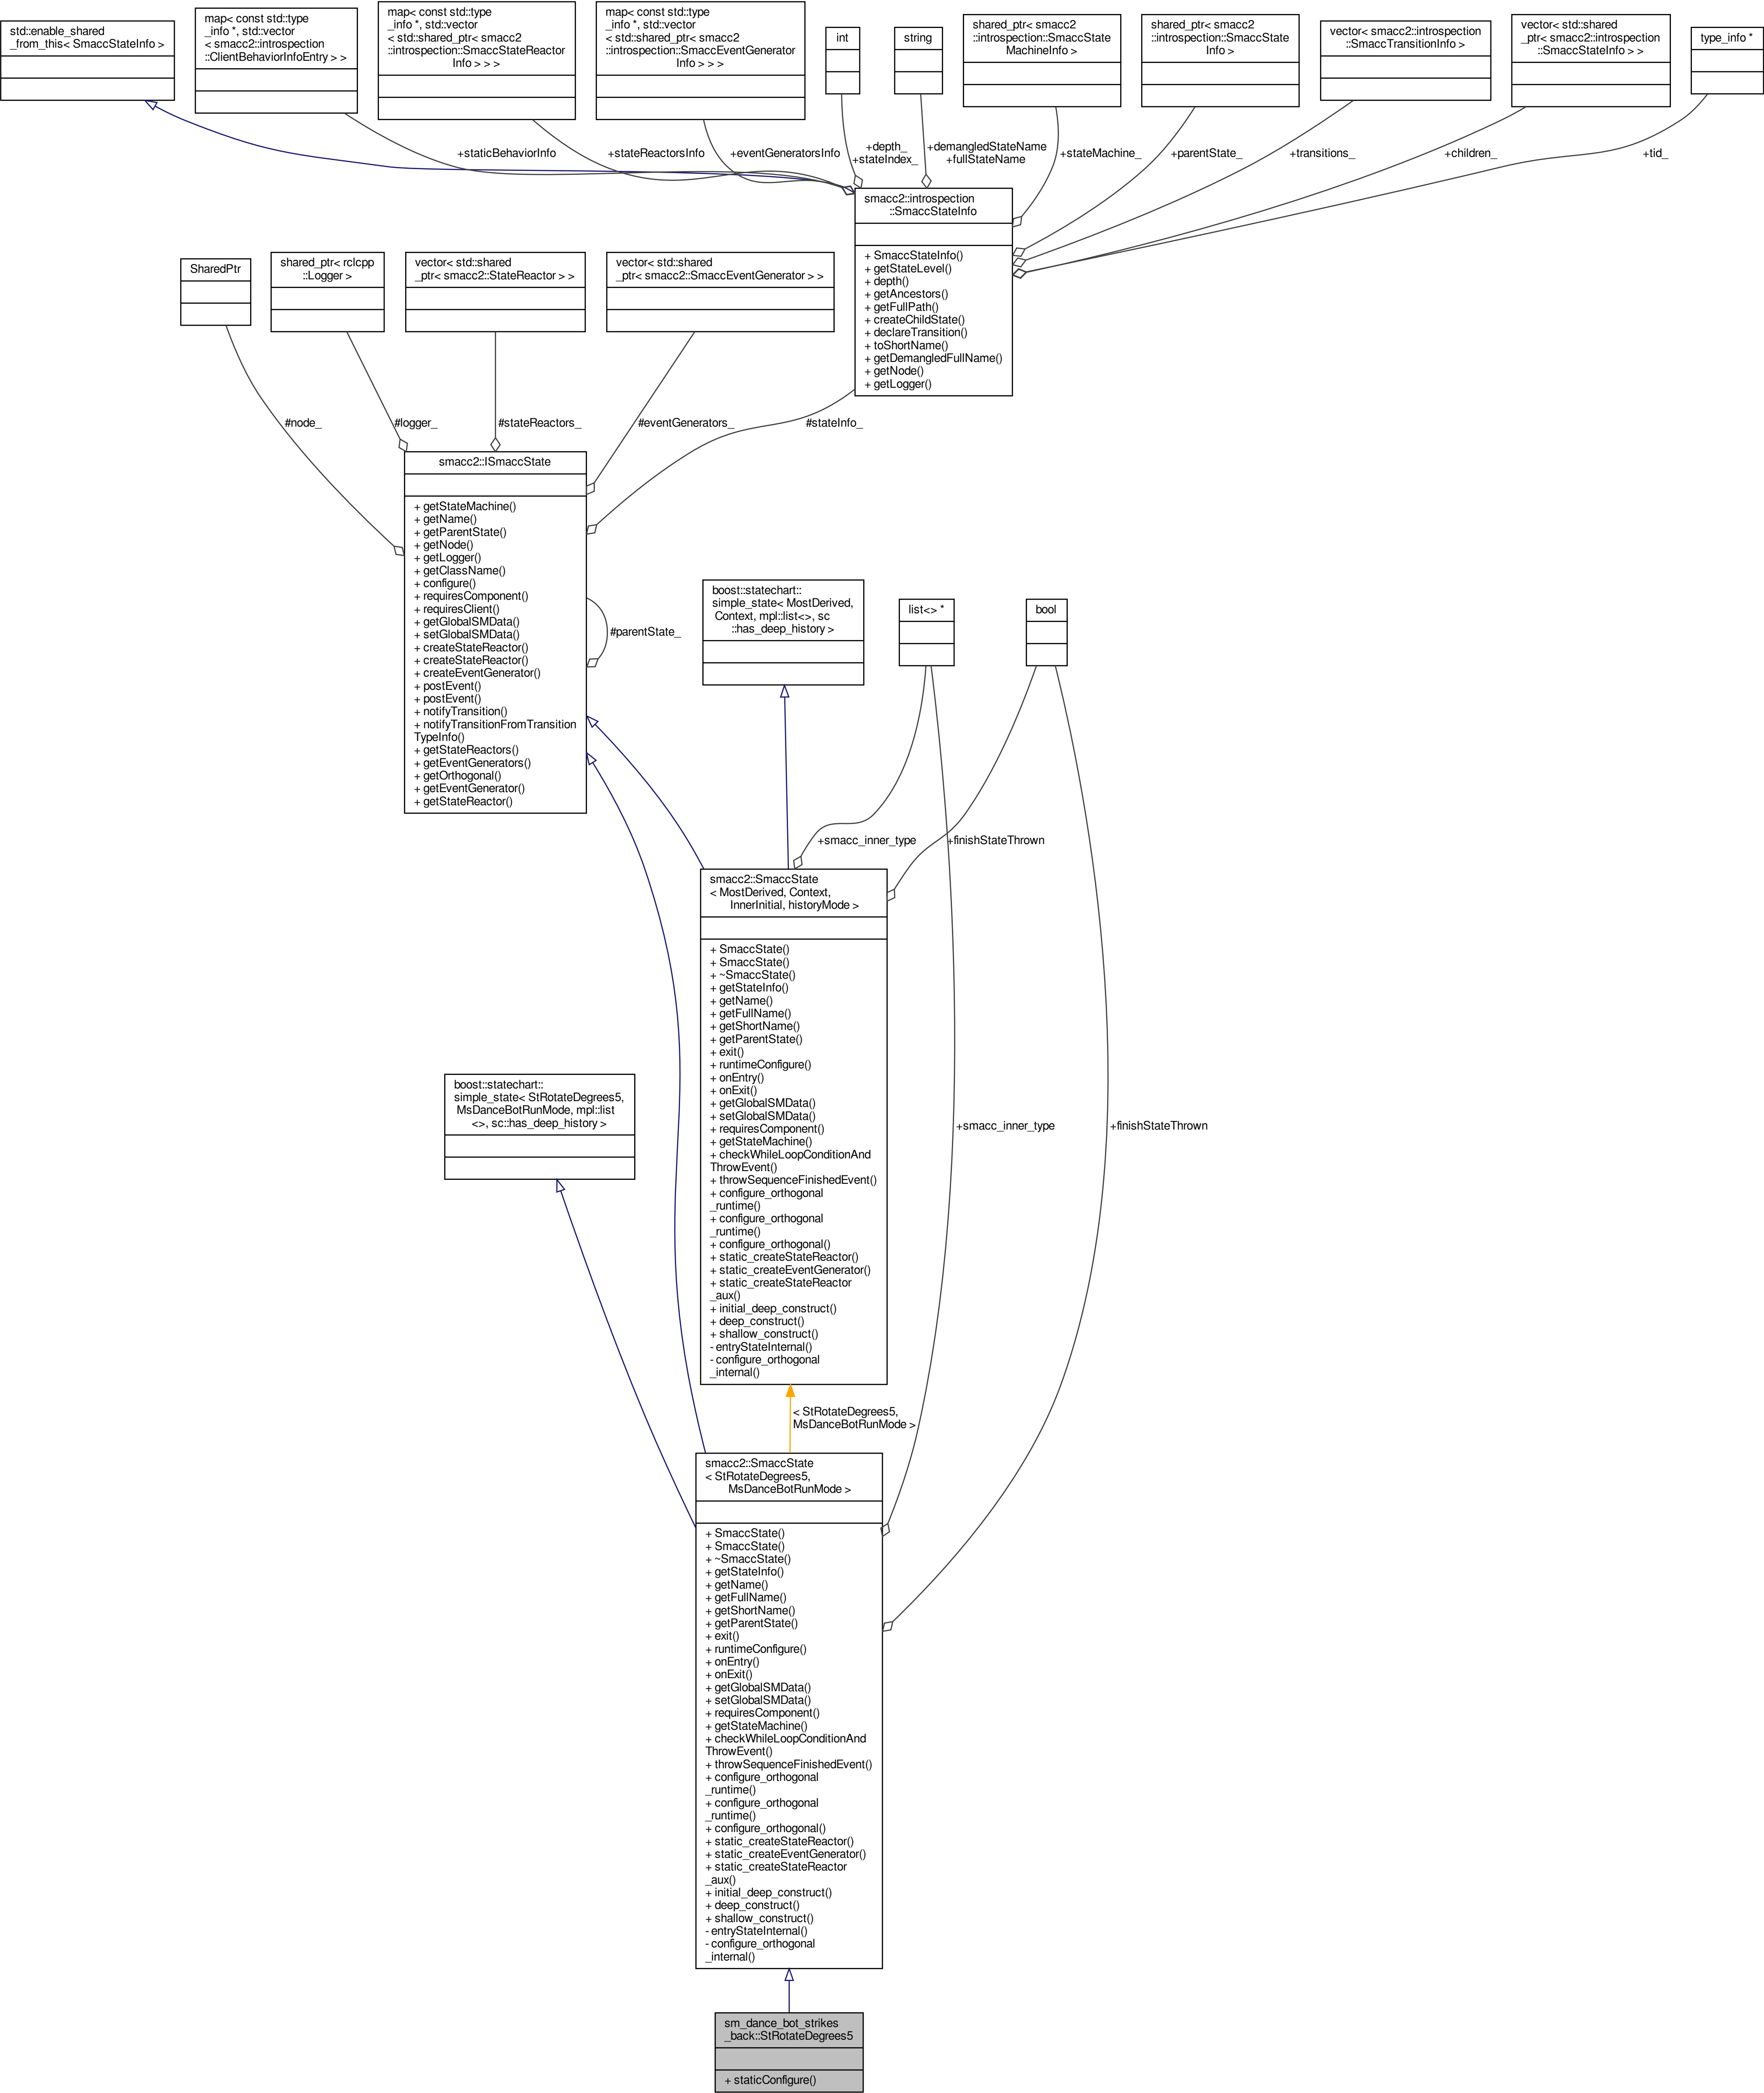 std::enable_shared
_from_this< SmaccStateInfo >
map< const std::type
_info *, std::vector
< smacc2::introspection
::ClientBehaviorInfoEntry > >
map< const std::type
_info *, std::vector
< std::shared_ptr< smacc2
::introspection::SmaccStateReactor
Info > > >
map< const std::type
_info *, std::vector
< std::shared_ptr< smacc2
::introspection::SmaccEventGenerator
Info > > >
int
string
shared_ptr< smacc2
::introspection::SmaccState
MachineInfo >
shared_ptr< smacc2
::introspection::SmaccState
Info >
vector< smacc2::introspection
::SmaccTransitionInfo >
vector< std::shared
_ptr< smacc2::introspection
::SmaccStateInfo > >
type_info *
+staticBehaviorInfo
+stateReactorsInfo
+eventGeneratorsInfo
+depth_
+stateIndex_
+demangledStateName
+fullStateName
+stateMachine_
+parentState_
+transitions_
+children_
+tid_
smacc2::introspection
::SmaccStateInfo
+ SmaccStateInfo()
+ getStateLevel()
+ depth()
+ getAncestors()
+ getFullPath()
+ createChildState()
+ declareTransition()
+ toShortName()
+ getDemangledFullName()
+ getNode()
+ getLogger()
SharedPtr
shared_ptr< rclcpp
::Logger >
vector< std::shared
_ptr< smacc2::StateReactor > >
vector< std::shared
_ptr< smacc2::SmaccEventGenerator > >
#node_
#logger_
#stateReactors_
#eventGenerators_
#stateInfo_
smacc2::ISmaccState
+ getStateMachine()
+ getName()
+ getParentState()
+ getNode()
+ getLogger()
+ getClassName()
+ configure()
+ requiresComponent()
+ requiresClient()
+ getGlobalSMData()
+ setGlobalSMData()
+ createStateReactor()
+ createStateReactor()
+ createEventGenerator()
+ postEvent()
+ postEvent()
+ notifyTransition()
+ notifyTransitionFromTransition
TypeInfo()
+ getStateReactors()
+ getEventGenerators()
+ getOrthogonal()
+ getEventGenerator()
+ getStateReactor()
#parentState_
boost::statechart::
simple_state< MostDerived,
Context, mpl::list<>, sc
::has_deep_history >
list<> *
bool
+smacc_inner_type
+finishStateThrown
smacc2::SmaccState
< MostDerived, Context,
InnerInitial, historyMode >
+ SmaccState()
+ SmaccState()
+ ~SmaccState()
+ getStateInfo()
+ getName()
+ getFullName()
+ getShortName()
+ getParentState()
+ exit()
+ runtimeConfigure()
+ onEntry()
+ onExit()
+ getGlobalSMData()
+ setGlobalSMData()
+ requiresComponent()
+ getStateMachine()
+ checkWhileLoopConditionAnd
ThrowEvent()
+ throwSequenceFinishedEvent()
+ configure_orthogonal
_runtime()
+ configure_orthogonal
_runtime()
+ configure_orthogonal()
+ static_createStateReactor()
+ static_createEventGenerator()
+ static_createStateReactor
_aux()
+ initial_deep_construct()
+ deep_construct()
+ shallow_construct()
- entryStateInternal()
- configure_orthogonal
_internal()
boost::statechart::
simple_state< StRotateDegrees5,
MsDanceBotRunMode, mpl::list
<>, sc::has_deep_history >
+smacc_inner_type
+finishStateThrown
< StRotateDegrees5,
MsDanceBotRunMode >
smacc2::SmaccState
< StRotateDegrees5,
MsDanceBotRunMode >
+ SmaccState()
+ SmaccState()
+ ~SmaccState()
+ getStateInfo()
+ getName()
+ getFullName()
+ getShortName()
+ getParentState()
+ exit()
+ runtimeConfigure()
+ onEntry()
+ onExit()
+ getGlobalSMData()
+ setGlobalSMData()
+ requiresComponent()
+ getStateMachine()
+ checkWhileLoopConditionAnd
ThrowEvent()
+ throwSequenceFinishedEvent()
+ configure_orthogonal
_runtime()
+ configure_orthogonal
_runtime()
+ configure_orthogonal()
+ static_createStateReactor()
+ static_createEventGenerator()
+ static_createStateReactor
_aux()
+ initial_deep_construct()
+ deep_construct()
+ shallow_construct()
- entryStateInternal()
- configure_orthogonal
_internal()
sm_dance_bot_strikes
_back::StRotateDegrees5
+ staticConfigure()